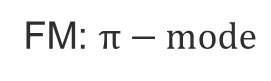 FM: π − mode